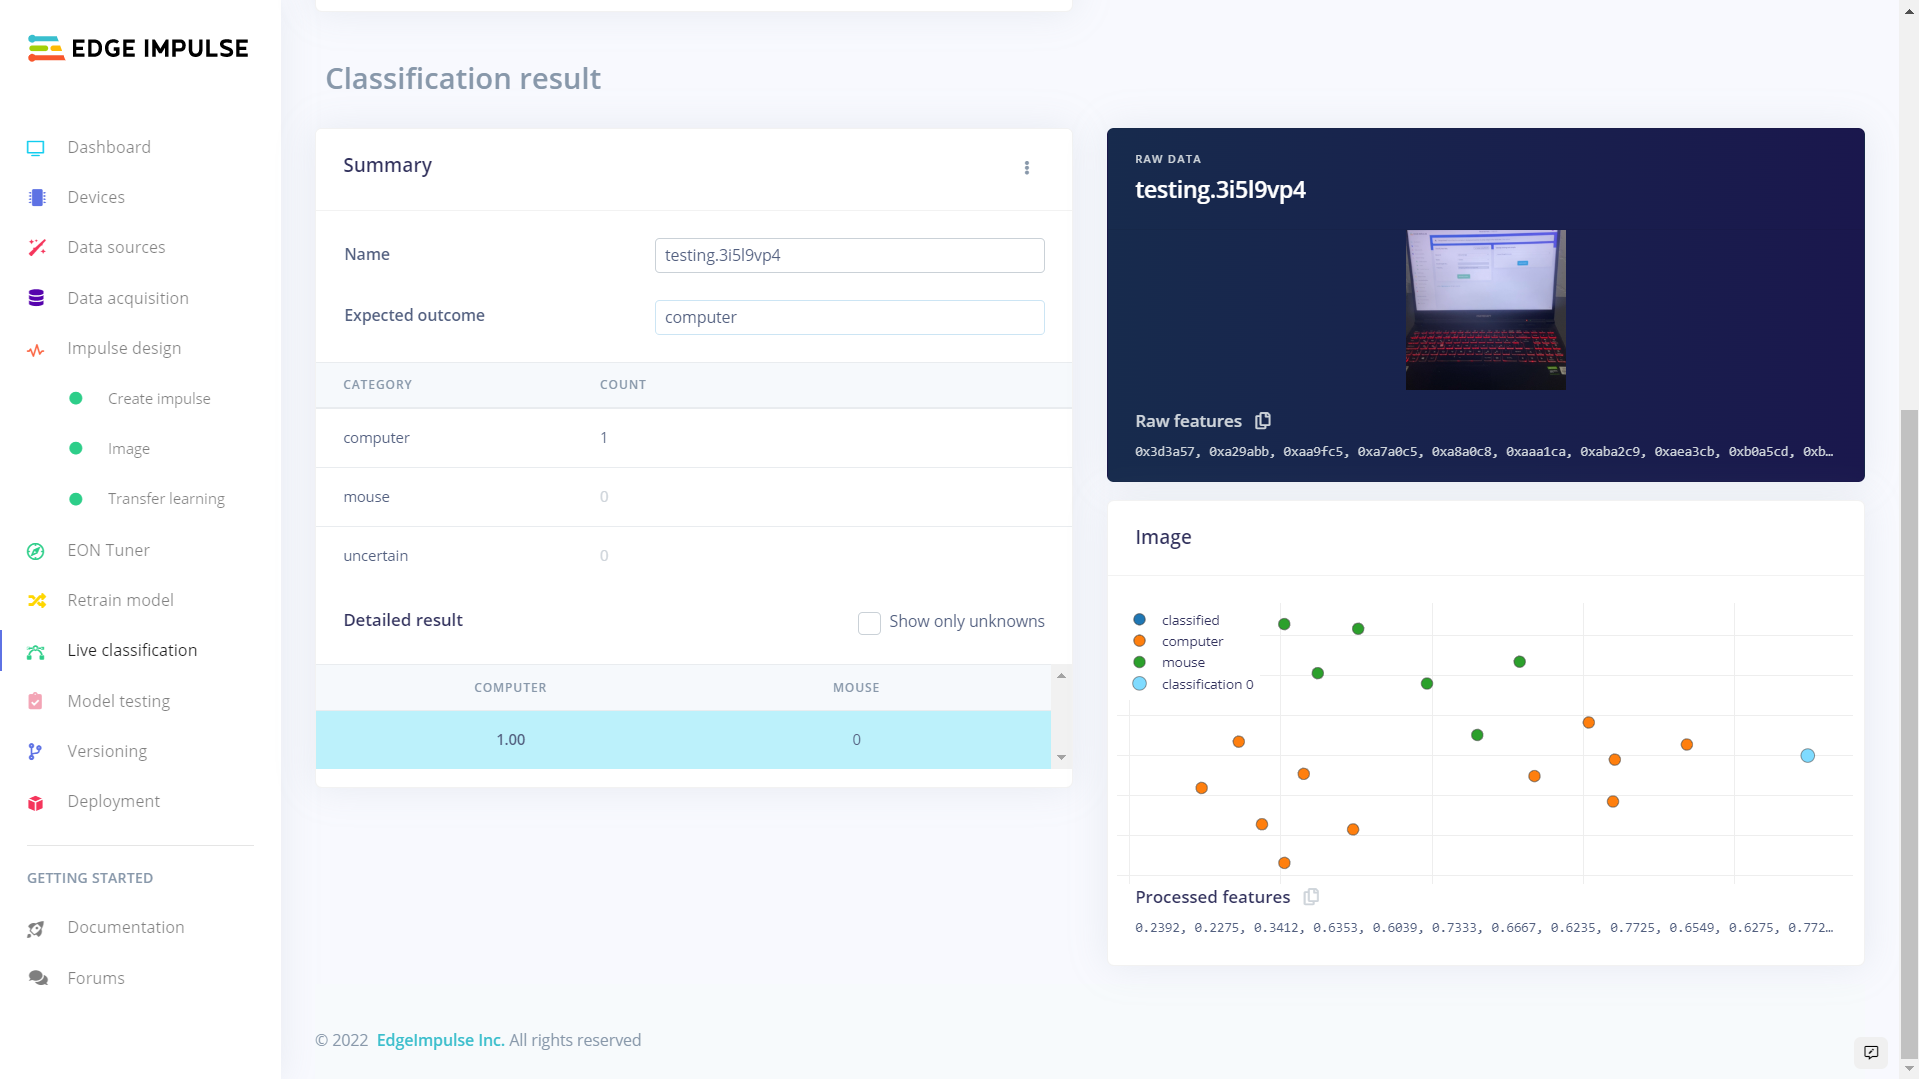 EDGE IMPULSE
Dashboard
Devices
Data sources
Data acquisition
Impulse design
Create impulse
Image
Transfer learning
EON Tuner
Retrain model
Live classification
Model testing
Versioning
Deployment
GETTING STARTED
Documentation
Forums
Classification result
Summary
Name
testing.3i5l9vp4
Expected outcome
computer
CATEGORY COUNT
computer 1
mouse 0
uncertain 0
Detailed result
Show only unknowns
COMPUTER MOUSE
1.00 0
RAW DATA
testing.3i5l9vp4
Raw features
0x3d3a57, 0xa29abb, 0xaa9fc5, 0xa7a0c5, 0xa8a0c8, 0xaaa1ca, 0xaba2c9, 0xaea3cb, 0xb0a5cd, 0xb…
Image
classified
computer
mouse
classification 0
Processed features
0.2392, 0.2275, 0.3412, 0.6353, 0.6039, 0.7333, 0.6667, 0.6235, 0.7725, 0.6549, 0.6275, 0.772…
© 2022 EdgeImpulse Inc. All rights reserved